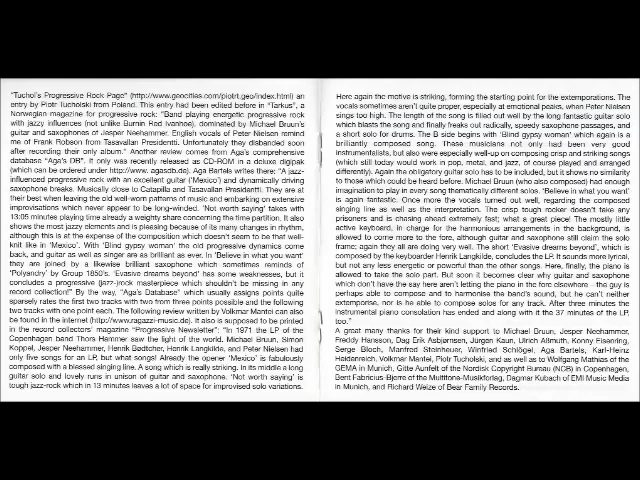 "Tuchol's Progressive Rock Page" (http://www.geocities.com/piotrt.geo/index.html) an
entry by Piotr Tucholski from Poland. This entry had been edited before in "Tarkus", a
Norwegian magazine for progressive rock: "Band playing energetic progressive rock
with jazzy influences (not unlike Burnin Red Ivanhoe), dominated by Michael Bruun's
guitar and saxophones of Jesper Neehammer. English vocals of Peter Nielsen remind
me of Frank Robson from Tasavallan Presidentti. Unfortunately they disbanded soon
after recording their only album." Another review comes from Aga's comprehensive
database "Aga's DB". It only was recently released as CD-ROM in a deluxe digipak
(which can be ordered under http://www. agasdb.de). Aga Bartels writes there: "A jazz-
influenced progressive rock with an excellent guitar ('Mexico') and dynamically driving
saxophone breaks. Musically close to Catapilla and Tasavallan Presidentti. They are at
their best when leaving the old well-worn patterns of music and embarking on extensive
improvisations which never appear to be long-winded. 'Not worth saying' takes with
13:05 minutes playing time already a weighty share concerning the time partition. It also
shows the most jazzy elements and is pleasing because of its many changes in rhythm,
although this is at the expense of the composition which doesn't seem to be that well-
knit like in 'Mexico'. With 'Blind gypsy woman' the old progressive dynamics come
back, and guitar as well as singer are as brilliant as ever. In 'Believe in what you want'
they are joined by a likewise brilliant saxophone which sometimes reminds of
'Polyandry' by Group 1850's. 'Evasive dreams beyond' has some weakness, but it
concludes a progressive (jazz-)rock masterpiece which shouldn't be missing in any
record collection!" By the way, "Aga's Database" which usually assigns points quite
sparsely rates the first two tracks with two from three points possible and the following
two tracks with one point each. The following review written by Volkmar Mantei can also
be found in the internet (http://www.ragazzi-music.de). It also is supposed to be printed
in the record collectors' magazine "Progressive Newsletter": "In 1971 the LP of the
Copenhagen band Thors Hammer saw the light of the world. Michael Bruun, Simon
Koppel, Jesper Neehammer, Henrik Bødtcher, Henrik Langkilde, and Peter Nielsen had
only five songs for an LP, but what songs! Already the opener 'Mexico' is fabulously
composed with a blessed singing line. A song which is really striking. In its middle a long
guitar solo and lovely runs in unison of guitar and saxophone. 'Not worth saying' is
tough jazz-rock which in 13 minutes leaves a lot of space for improvised solo variations.
Here again the motive is striking, forming the starting point for the extemporations. The
vocals sometimes aren't quite proper, especially at emotional peaks, when Peter Nielsen
sings too high. The length of the song is filled out well by the long fantastic guitar solo
which blasts the song and finally freaks out radically, speedy saxophone passages, and
a short solo for drums. The B side begins with 'Blind gypsy woman' which again is a
brilliantly composed song. These musicians not only had been very good
instrumentalists, but also were especially well-up on composing crisp and striking songs
(which still today would work in pop, metal, and jazz, of course played and arranged
differently). Again the obligatory guitar solo has to be included, but it shows no similarity
to those which could be heard before. Michael Bruun (who also composed) had enough
imagination to play in every song thematically different solos. 'Believe in what you want'
is again fantastic. Once more the vocals turned out well, regarding the composed
singing line as well as the interpretation. The crisp tough rocker doesn't take any
prisoners and is chasing ahead extremely fast; what a great piece! The mostly little
active keyboard, in charge for the harmonious arrangements in the background, is
allowed to come more to the fore, although guitar and saxophone still claim the solo
frame; again they all are doing very well. The short 'Evasive dreams beyond', which is
composed by the keyboarder Henrik Langkilde, concludes the LP. It sounds more lyrical,
but not any less energetic or powerful than the other songs. Here, finally, the piano is
allowed to take the solo part. But soon it becomes clear why guitar and saxophone
which don't have the say here aren't letting the piano in the fore elsewhere – the guy is
perhaps able to compose and to harmonise the band's sound, but he can't neither
extemporise, nor is he able to compose solos for any track. After three minutes the
instrumental piano consolation has ended and along with it the 37 minutes of the LP,
too."
A great many thanks for their kind support to Michael Bruun, Jesper Neehammer,
Freddy Hansson, Dag Erik Asbjørnsen, Jürgen Kaun, Ulrich Aßmuth, Konny Eisenring,
Serge Bloch, Manfred Steinheuer, Winfried Schlögel, Aga Bartels, Karl-Heinz
Heidenreich, Volkmar Mantei, Piotr Tucholski, and as well as to Wolfgang Mathias of the
GEMA in Munich, Gitte Aunfelt of the Nordisk Copyright Bureau (NCB) in Copenhagen,
Bent Fabricius-Bjerre of the Multitone-Musikforlag, Dagmar Kubach of EMI Music Media
in Munich, and Richard Weize of Bear Family Records.